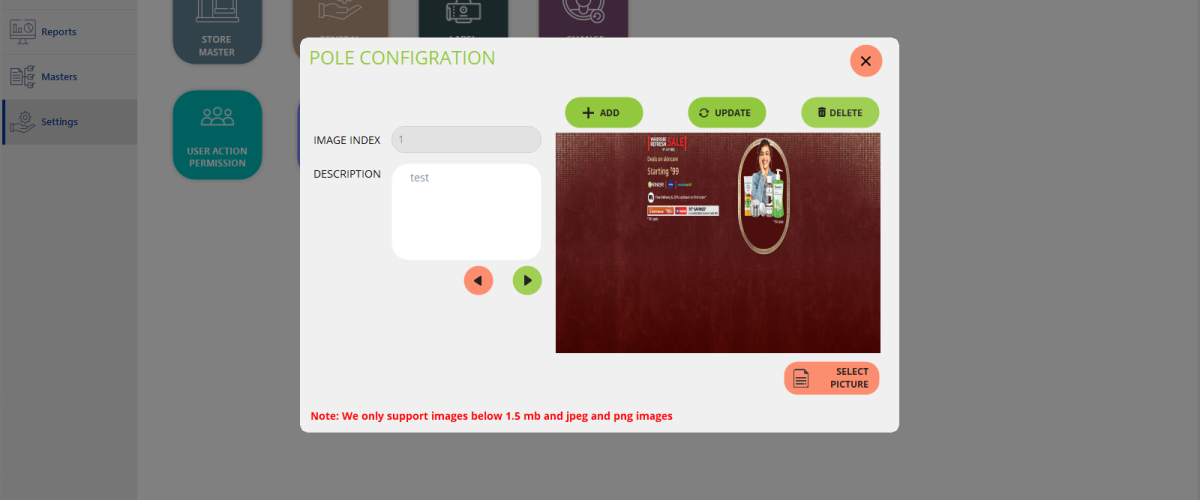 Reports
Masters
Settings
STORE
MASTER
USER ACTION
PERMISSION
POLE CONFIGRATION
ADD
UPDATE
DELETE
IMAGE INDEX
1
DESCRIPTION
test
SALE
Deals on skincare
Starting ₹99
SELECT
PICTURE
Note: We only support images below 1.5 mb and jpeg and png images